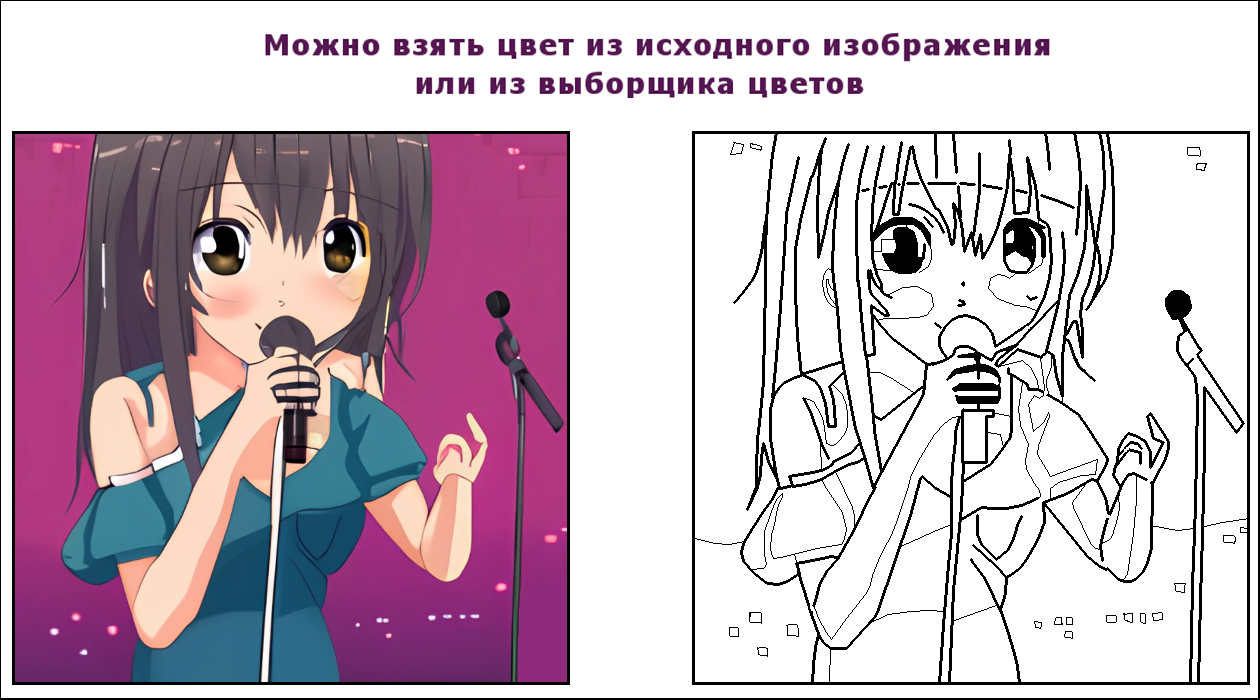 Можно взять цвет из исходного изображения
или из выборщика цветов